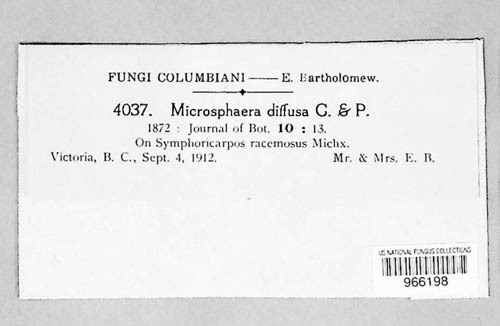 FUNGI COLUMBIANI — E. Bartholomew.
4037. Microsphaera diffusa C. & P.
1872 : Journal of Bot. 10 : 13.
On Symphoricarpos racemosus Michx.
Victoria, B. C., Sept. 4, 1912. Mr. & Mrs. E. B.
US NATIONAL FUNGUS COLLECTIONS
966198